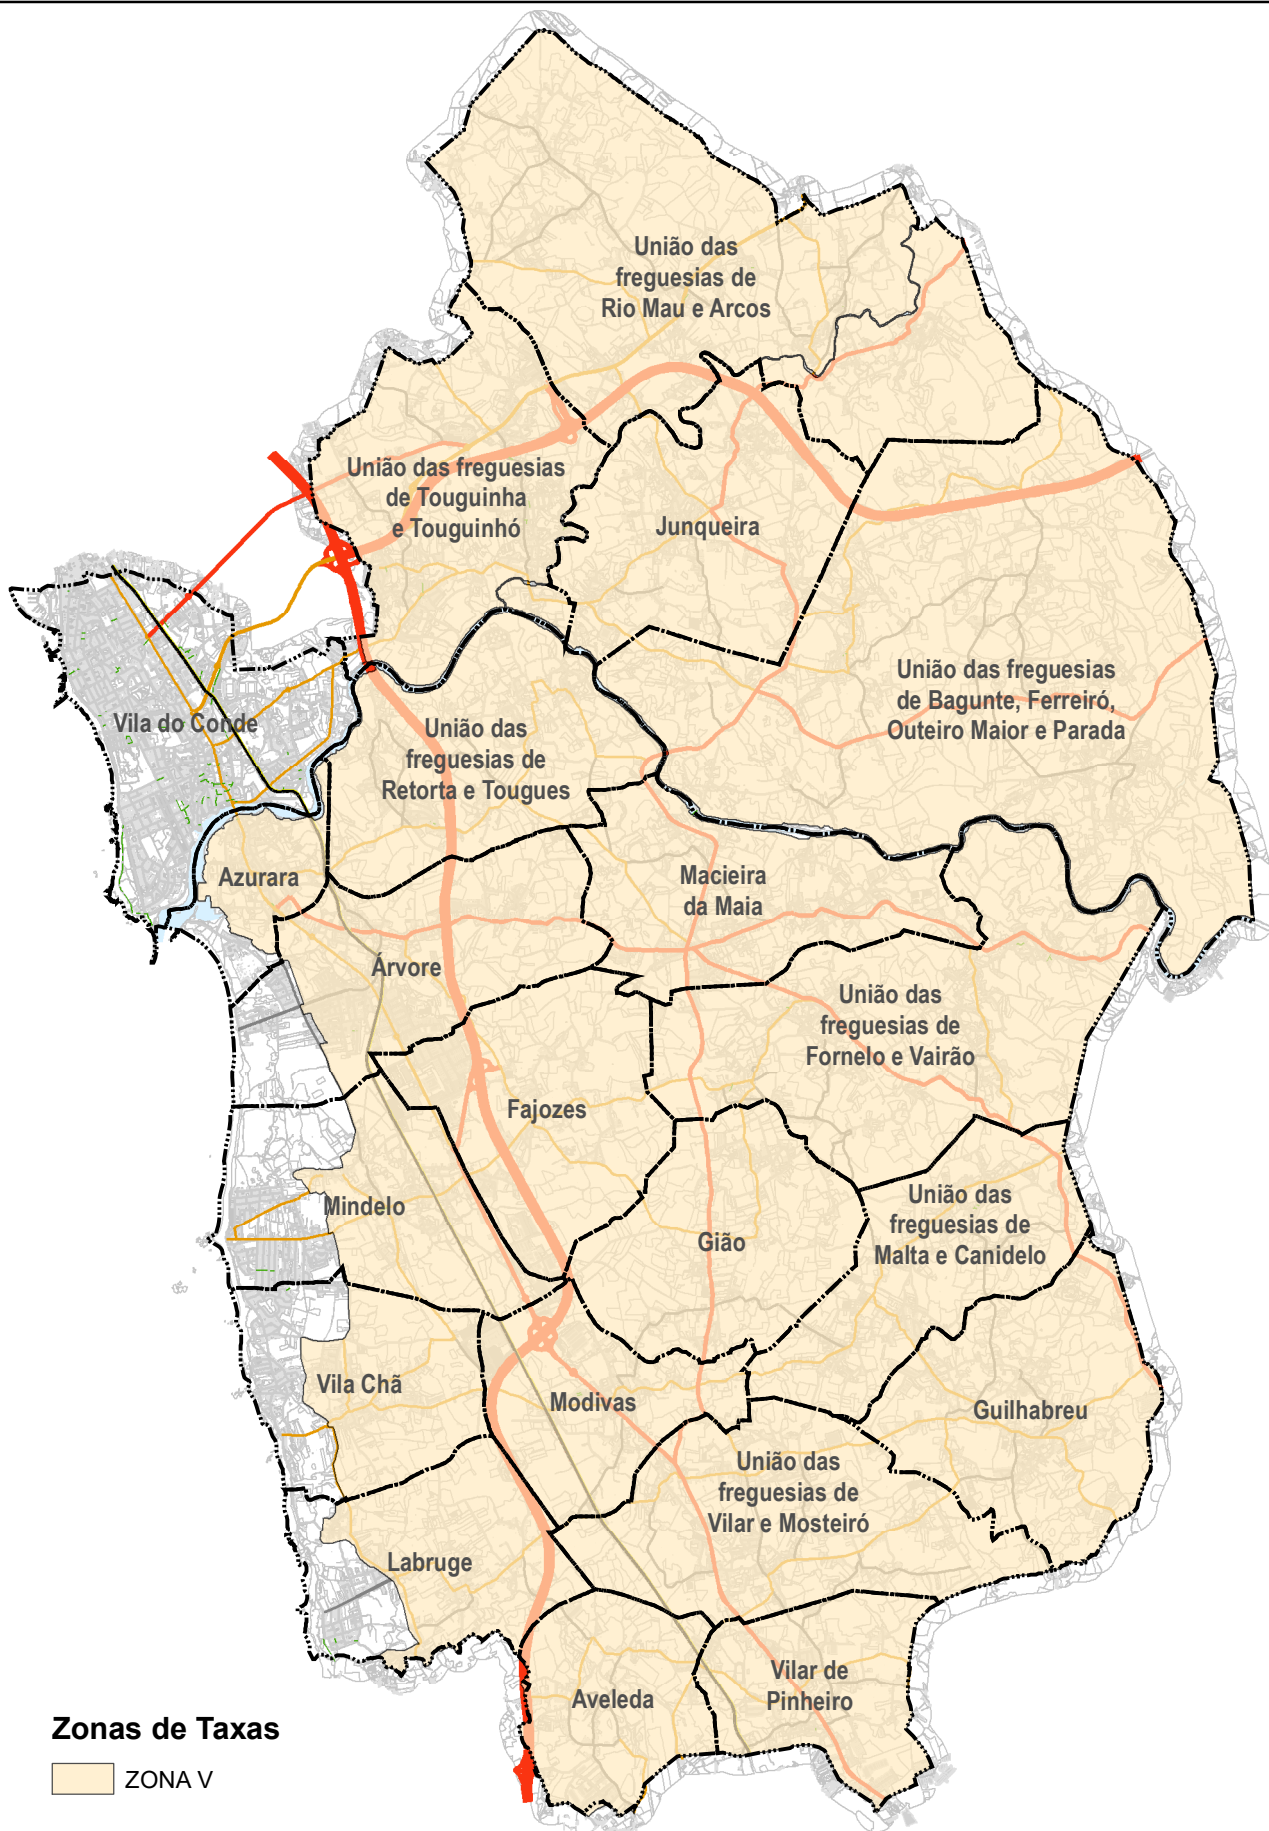 União das
freguesias de
Rio Mau e Arcos
União das freguesias
de Touguinha
e Touguinhó
Junqueira
União das freguesias
de Bagunte, Ferreiró,
Outeiro Maior e Parada
Vila do Conde
União das
freguesias de
Retorta e Tougues
Azurara
Macieira
da Maia
Árvore
União das
freguesias de
Fornelo e Vairão
Fajozes
Mindelo
União das
freguesias de
Malta e Canidelo
Gião
Vila Chã
Modivas
Guilhabreu
União das
freguesias de
Vilar e Mosteiró
Labruge
Vilar de
Pinheiro
Aveleda
Zonas de Taxas
ZONA V